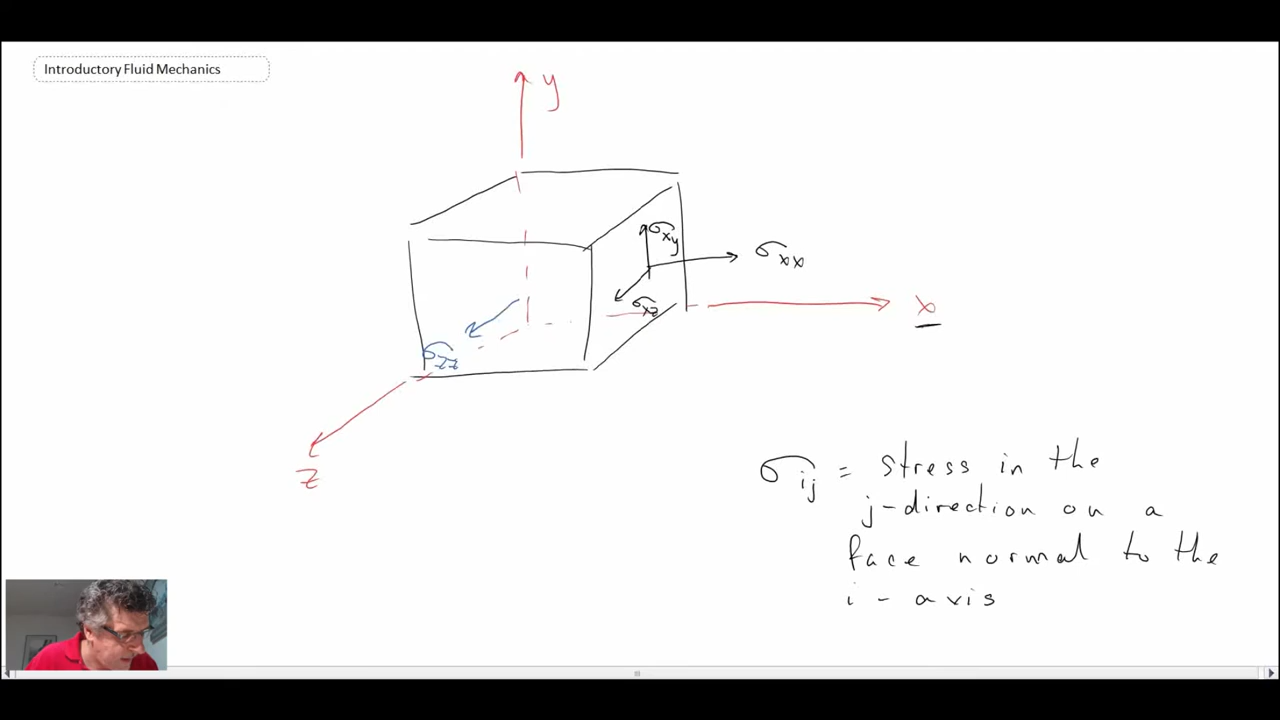 Introductory Fluid Mechanics
y
σxy
σxx
σxz
x
σzz
z
σij = stress in the
j-direction on a
face normal to the
i-axis